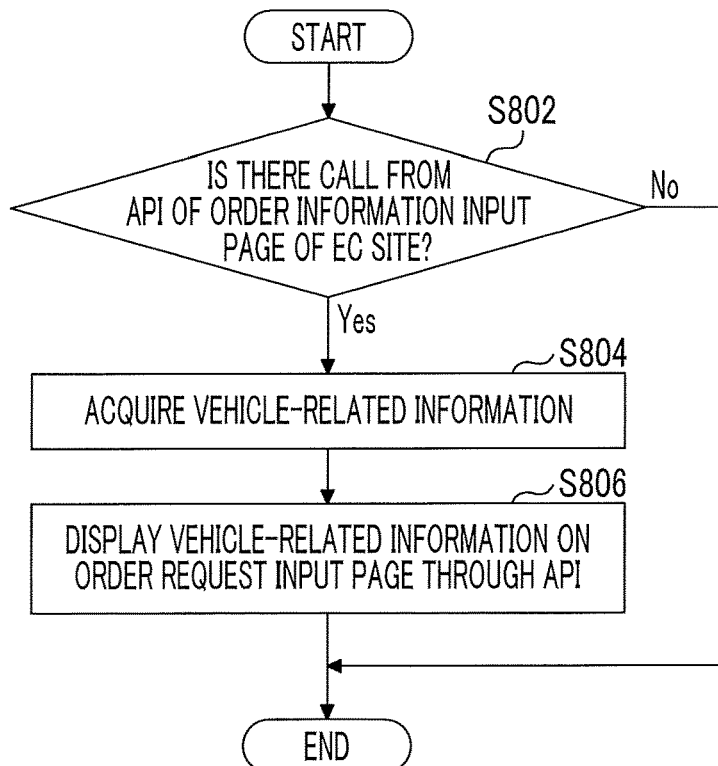 START
S802
IS THERE CALL FROM
API OF ORDER INFORMATION INPUT
PAGE OF EC SITE?
No
Yes
S804
ACQUIRE VEHICLE-RELATED INFORMATION
S806
DISPLAY VEHICLE-RELATED INFORMATION ON
ORDER REQUEST INPUT PAGE THROUGH API
END